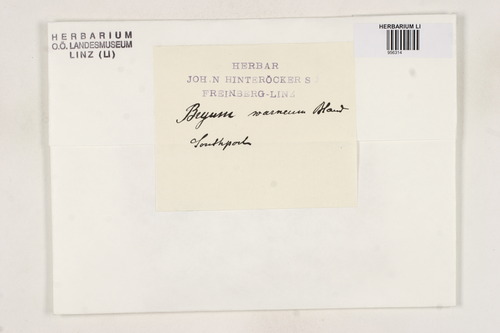 HERBARIUM
O.Ö. LANDESMUSEUM
LINZ (LI)
HERBARIUM LI
HERBAR
JOH.N HINTERÖCKER S
FREINBERG-LINZ
Bryum warneum Bland
Southport